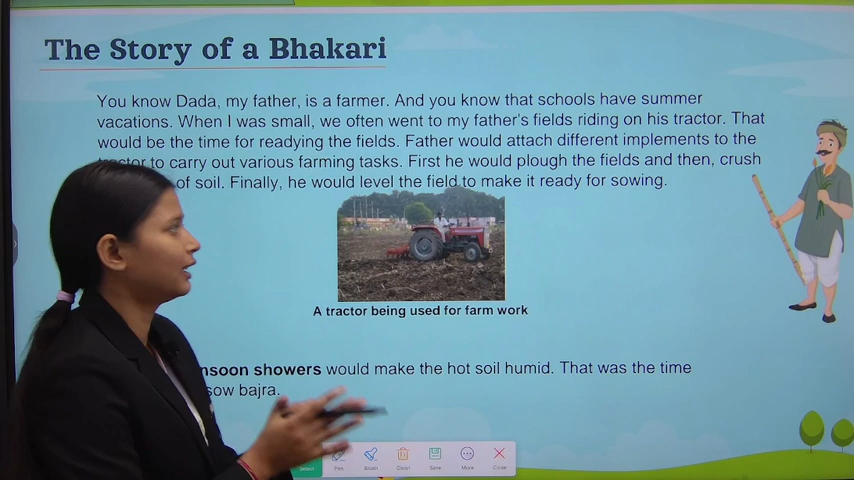 The Story of a Bhakari
You know Dada, my father, is a farmer. And you know that schools have summer
vacations. When I was small, we often went to my father's fields riding on his tractor. That
would be the time for readying the fields. Father would attach different implements to the
tractor to carry out various farming tasks. First he would plough the fields and then, crush
of soil. Finally, he would level the field to make it ready for sowing.
A tractor being used for farm work
nsoon showers would make the hot soil humid. That was the time
sow bajra.
Select
Pen
Brush
Clear
Save
More
Close